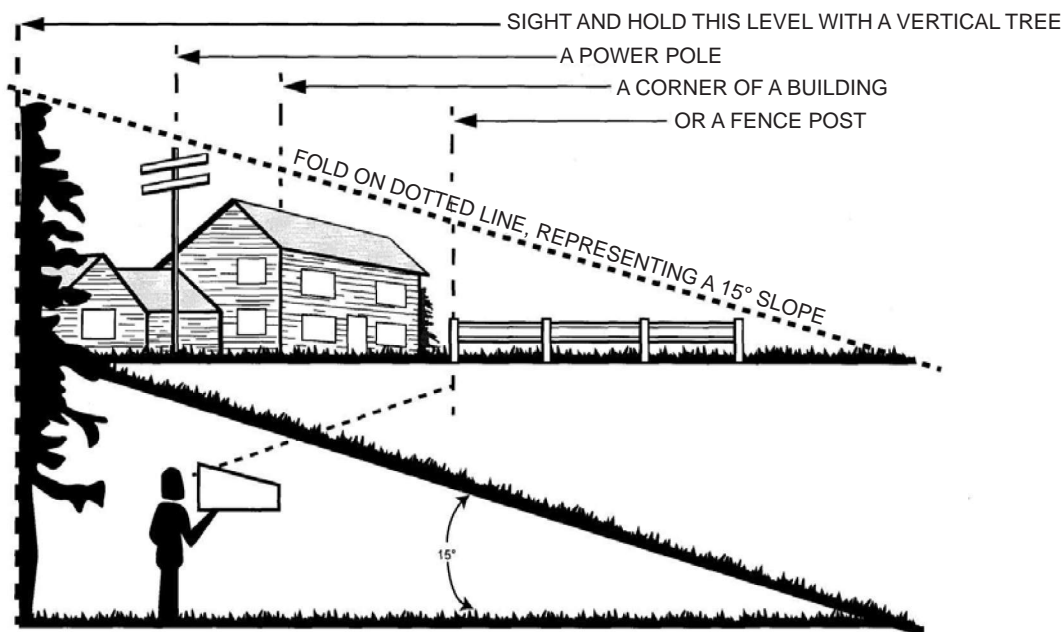 SIGHT AND HOLD THIS LEVEL WITH A VERTICAL TREE
A POWER POLE
A CORNER OF A BUILDING
OR A FENCE POST
FOLD ON DOTTED LINE, REPRESENTING A 15° SLOPE
15°